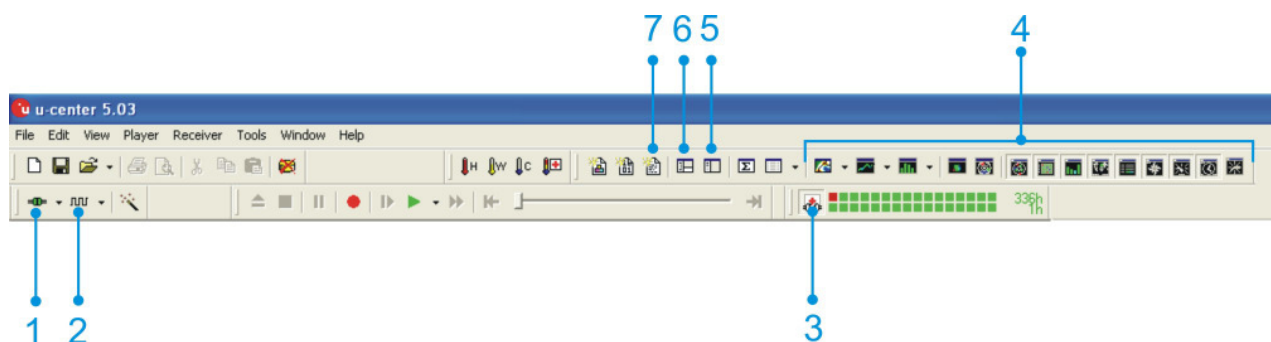 7 6 5 4
u-center 5.03
File Edit View Player Receiver Tools Window Help
H W C
336h
1h
1 2 3